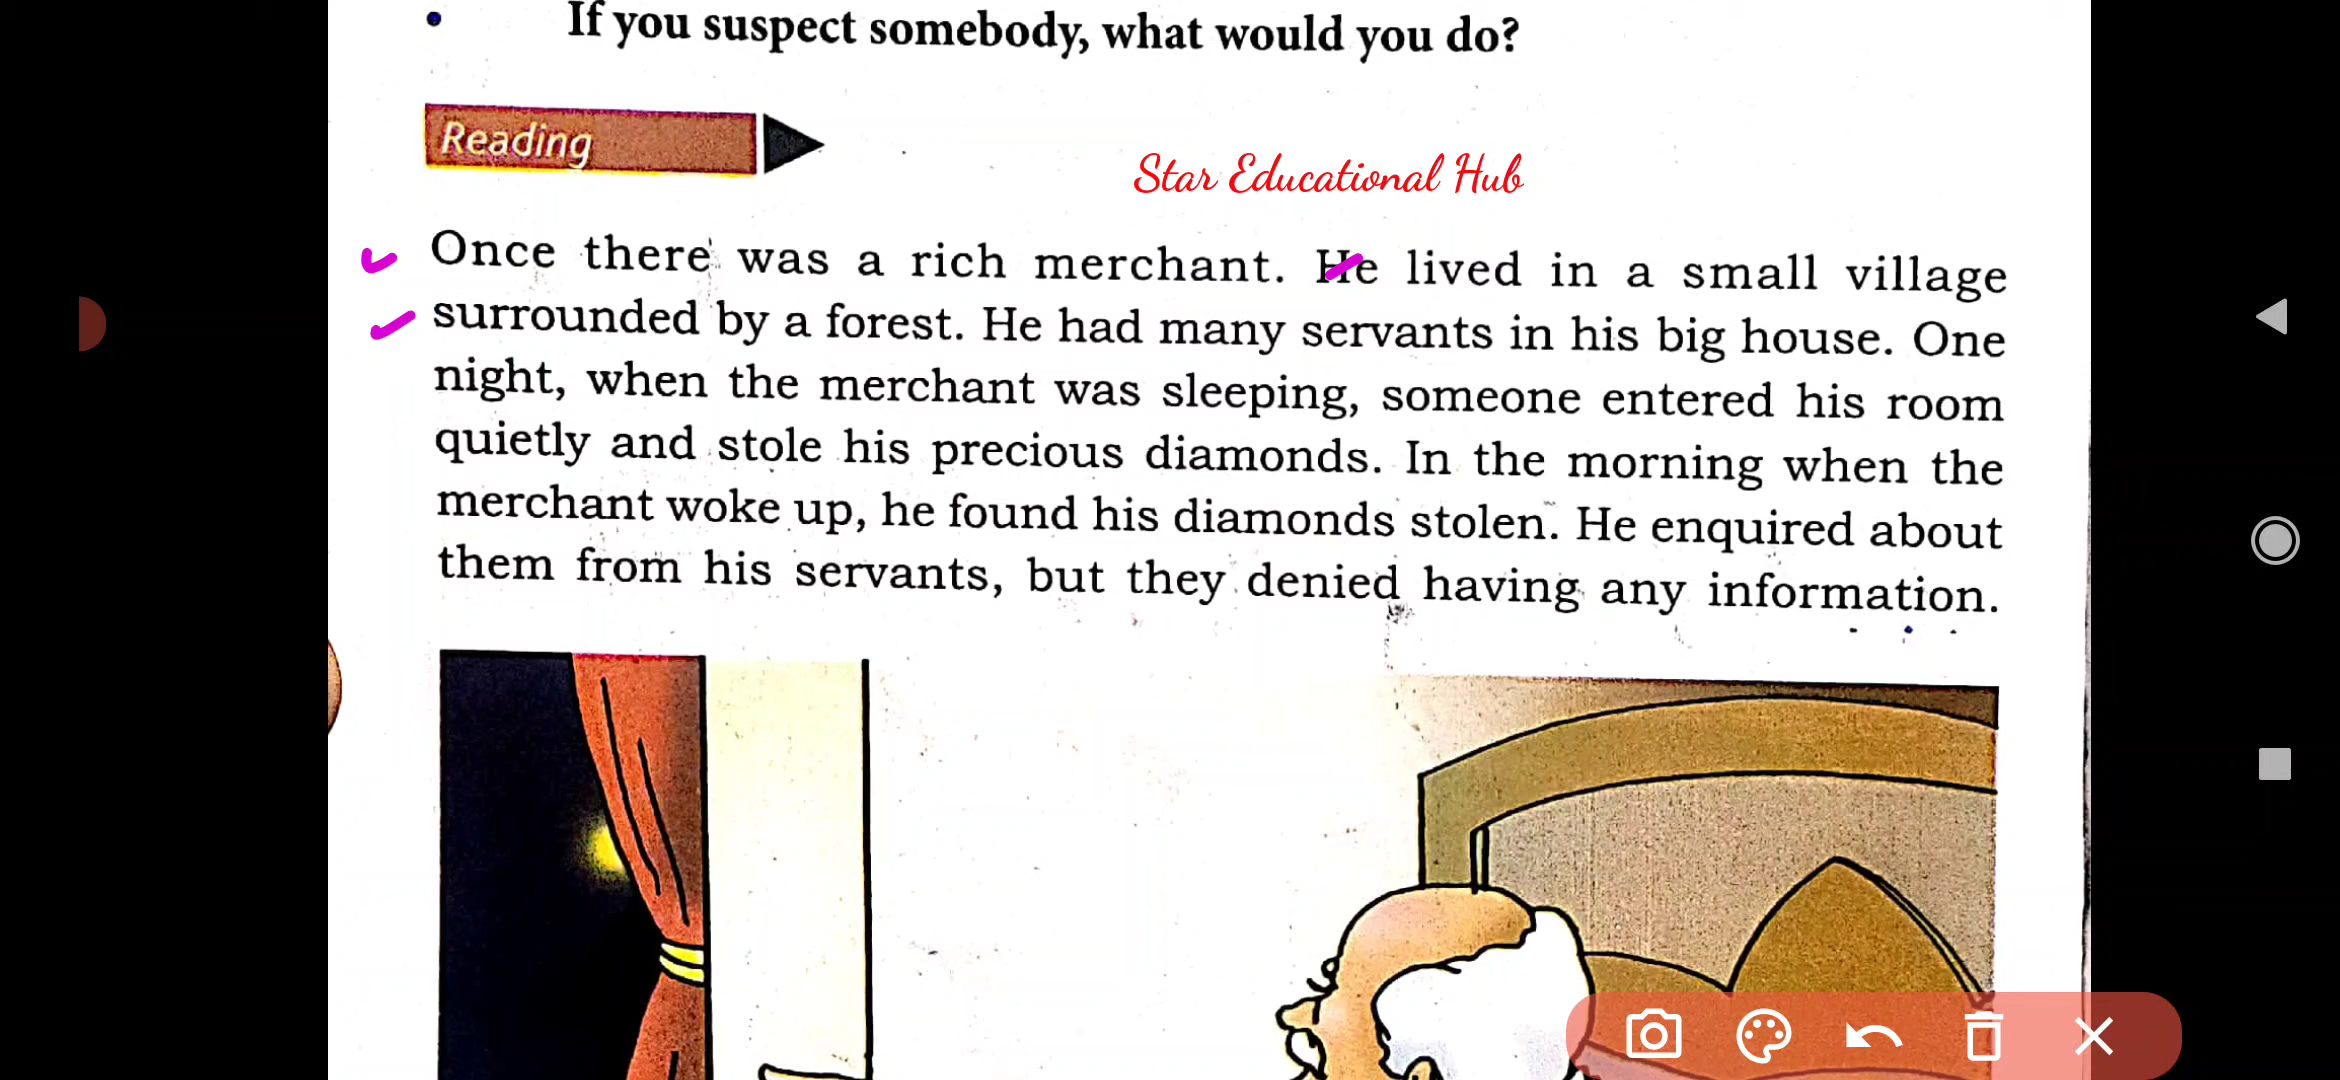 • If you suspect somebody, what would you do?
Reading
Star Educational Hub
Once there was a rich merchant. He lived in a small village
surrounded by a forest. He had many servants in his big house. One
night, when the merchant was sleeping, someone entered his room
quietly and stole his precious diamonds. In the morning when the
merchant woke up, he found his diamonds stolen. He enquired about
them from his servants, but they denied having any information.